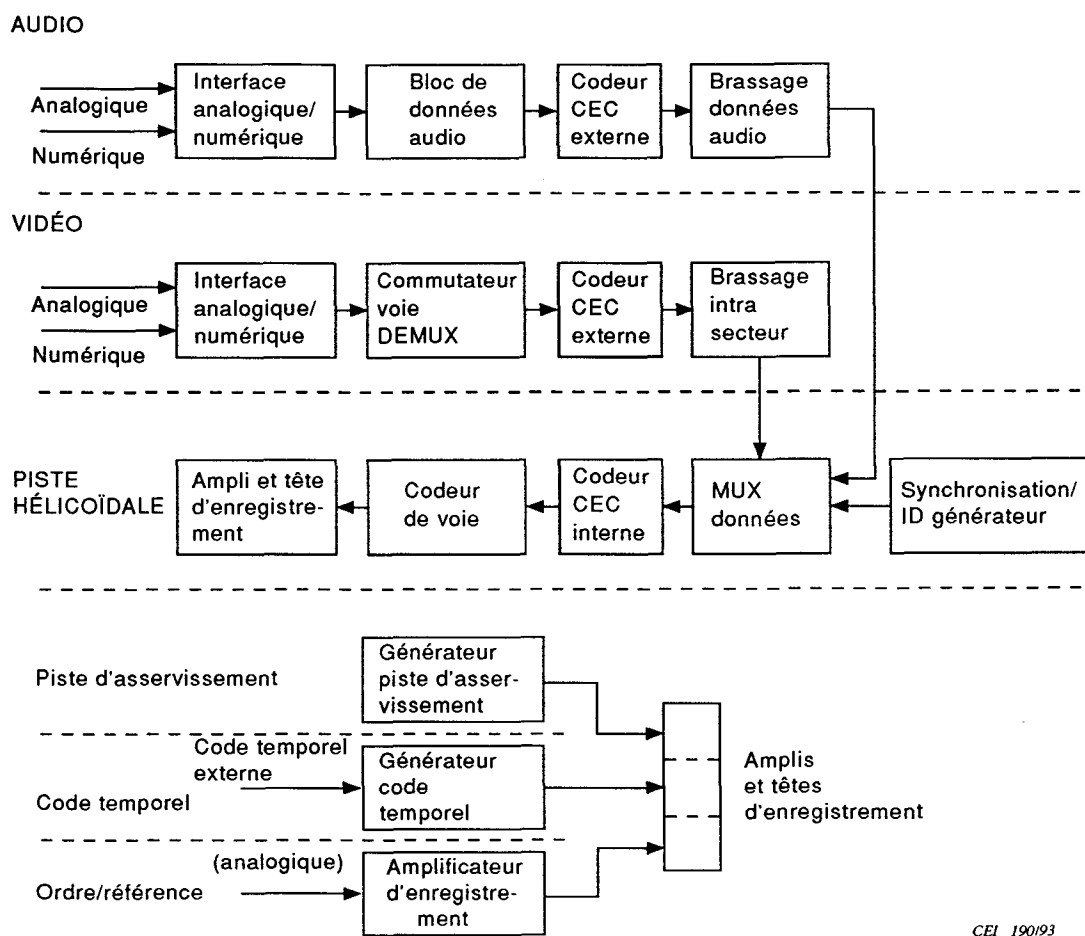 AUDIO
Analogique
Numérique
Interface
analogique/
numérique
Bloc de
données
audio
Codeur
CEC
externe
Brassage
données
audio
VIDÉO
Analogique
Numérique
Interface
analogique/
numérique
Commutateur
voie
DEMUX
Codeur
CEC
externe
Brassage
intra
secteur
PISTE
HÉLICOÏDALE
Ampli et tête
d'enregistre-
ment
Codeur
de voie
Codeur
CEC
interne
MUX
données
Synchronisation/
ID générateur
Piste d'asservissement
Générateur
piste d'asser-
vissement
Code temporel
externe
Code temporel
Générateur
code
temporel
Amplis
et têtes
d'enregistrement
(analogique)
Ordre/référence
Amplificateur
d'enregistre-
ment
CEI 190/93